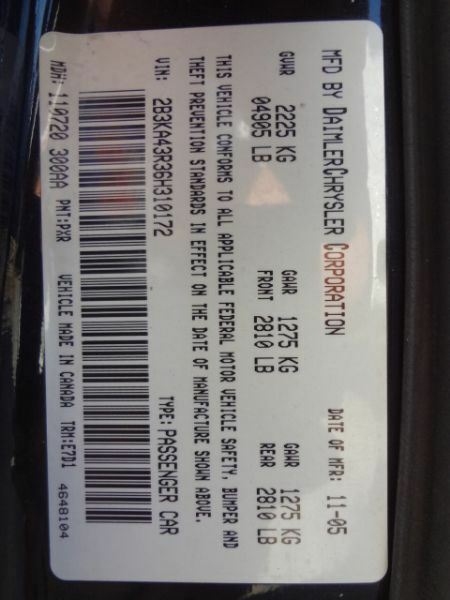 MFD BY DAIMLERCHRYSLER CORPORATION DATE OF MFR: 11-05
GVWR 2225 KG GAWR 1275 KG GAWR 1275 KG
04905 LB FRONT 2810 LB REAR 2810 LB
THIS VEHICLE CONFORMS TO ALL APPLICABLE FEDERAL MOTOR VEHICLE SAFETY, BUMPER AND
THEFT PREVENTION STANDARDS IN EFFECT ON THE DATE OF MANUFACTURE SHOWN ABOVE.
VIN: 2B3KA43R36H310172 TYPE: PASSENGER CAR
MDH: 110720 300AA PNT:PXR VEHICLE MADE IN CANADA TRM:E7D1
4648104